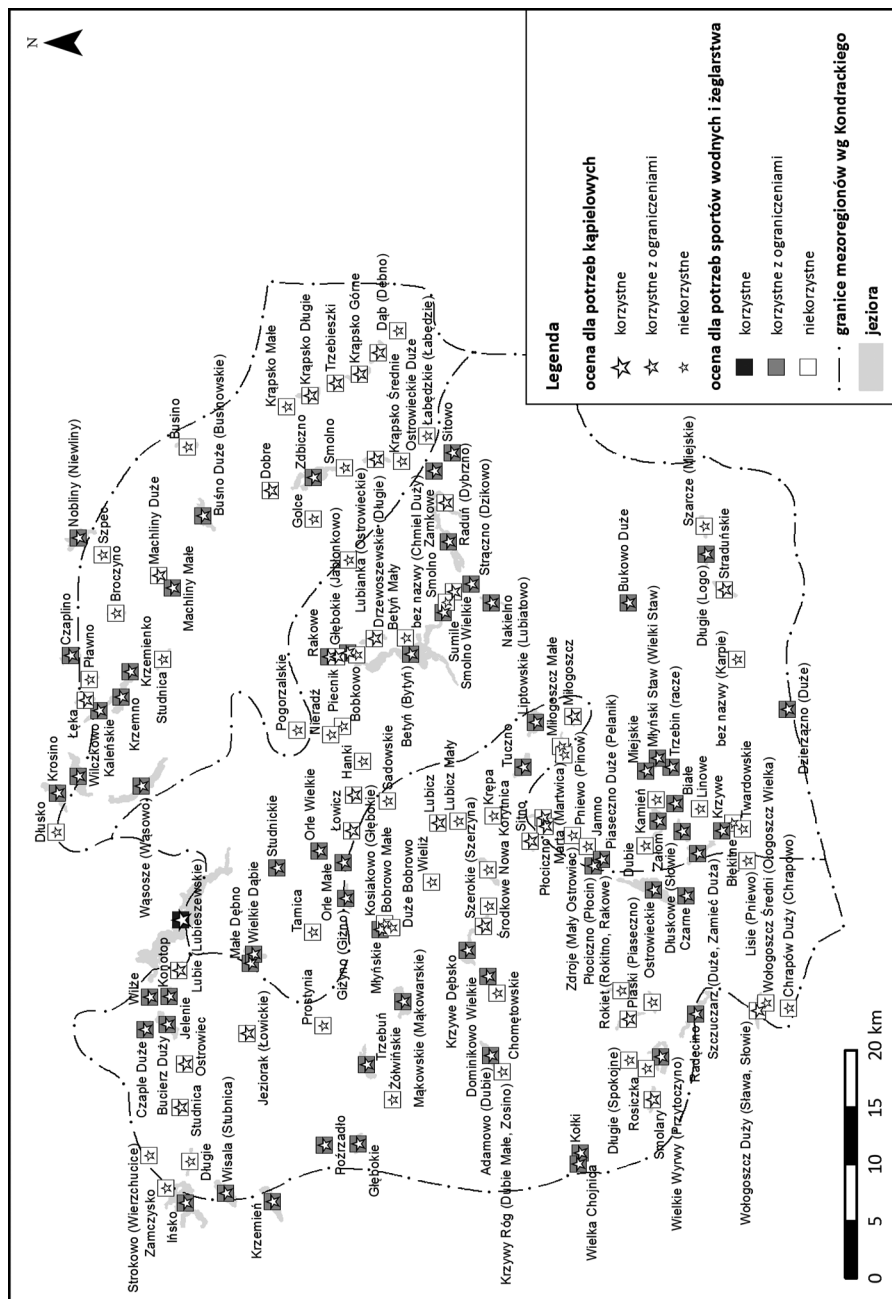 N
Dłusko
Krosino
Czaplino
Nobliny (Niewliny)
Łęka
Pławno
Szpec
Wilczkowo
Kaleńskie
Broczyno
Krzemno
Krzemienko
Machliny Duże
Machliny Małe
Studnica
Busino
Buśno Duże (Businowskie)
Wąsosze (Wąsowo)
Wilże
Konotop
Lubie (Lubieszewskie)
Czaple Duże
Bucierz Duży
Jelenie
Ostrowiec
Studnica
Strokowo (Wierzchucice)
Zamczysko
Ińsko
Długie
Wisala (Stubnica)
Krzemień
Małe Dębno
Wielkie Dąbie
Jeziorak (Łowickie)
Studnickie
Tarnica
Prostynia
Orle Wielkie
Orle Małe
Giżyno (Giźno)
Łowicz
Hanki
Sadowskie
Pogorzalskie
Nieradź
Piecnik
Bobkowo
Rakowe
Głębokie (Jabłonkowo)
Lubianka (Ostrowieckie)
Drzewoszewskie (Długie)
Betyń Mały
bez nazwy (Chmiel Duży)
Betyń (Bytyń)
Dobre
Golce
Zdbiczno
Smolno
Krąpsko Małe
Krąpsko Długie
Trzebieszki
Krąpsko Górne
Dąb (Dębno)
Krąpsko Średnie
Ostrowieckie Duże
Łabędzkie (Łabędzie)
Sitowo
Raduń (Dybrzno)
Smolno Zamkowe
Strączno (Dzikowo)
Sumile
Smolno Wielkie
Nakielno
Poźrzadło
Głębokie
Trzebuń
Żółwińskie
Mąkowskie (Mąkowarskie)
Kosiakowo (Głębokie)
Młyńskie
Bobrowo Małe
Duże Bobrowo
Wieliż
Lubicz
Lubicz Mały
Krępa
Nowa Korytnica
Szerokie (Szerzyna)
Środkowe
Krzywe Dębsko
Dominikowo Wielkie
Chomętowskie
Adamowo (Dubie)
Krzywy Róg (Dubie Małe, Zosino)
Liptowskie (Lubiatowo)
Tuczno
Miłogoszcz Małe
Miłogoszcz
Sitno
Płociczno
Marta (Martwica)
Pniewo (Pinow)
Zdroje (Mały Ostrowiec)
Jamno
Płociczno (Płocin)
Piaseczno Duże (Pelanik)
Rokiet (Rokitno, Rakowe)
Wielka Chojnica
Kołki
Płaski (Piaseczno)
Ostrowieckie
Długie (Spokojne)
Rosiczka
Smolary
Wielkie Wyrwy (Przytoczyno)
Dubie
Kamień
Załom
Miejskie
Młyński Staw (Wielki Staw)
Trzebin (racze)
Bukowo Duże
Dłuskowe (Słowie)
Czarne
Białe
Linowe
Krzywe
Twardowskie
Błękitne
bez nazwy (Karpie)
Długie (Logo)
Straduńskie
Szarcze (Miejskie)
Radęcino
Szczuczarz (Duże, Zamieć Duża)
Lisie (Pniewo)
Wołogoszcz Średni (Ologoszcz Wielka)
Wołogoszcz Duży (Sława, Słowie)
Chrapów Duży (Chrapowo)
Dzierżązno (Duże)
0 5 10 15 20 km
Legenda
ocena dla potrzeb kąpielowych
korzystne
korzystne z ograniczeniami
niekorzystne
ocena dla potrzeb sportów wodnych i żeglarstwa
korzystne
korzystne z ograniczeniami
niekorzystne
granice mezoregionów wg Kondrackiego
jeziora